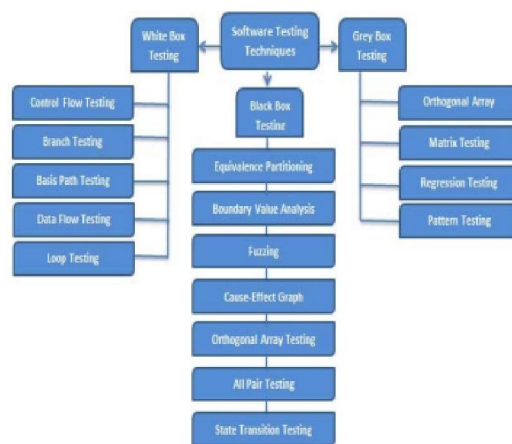 Software Testing
Techniques
White Box
Testing
Control Flow Testing
Branch Testing
Basis Path Testing
Data Flow Testing
Loop Testing
Black Box
Testing
Equivalence Partitioning
Boundary Value Analysis
Fuzzing
Cause-Effect Graph
Orthogonal Array Testing
All Pair Testing
State Transition Testing
Grey Box
Testing
Orthogonal Array
Matrix Testing
Regression Testing
Pattern Testing